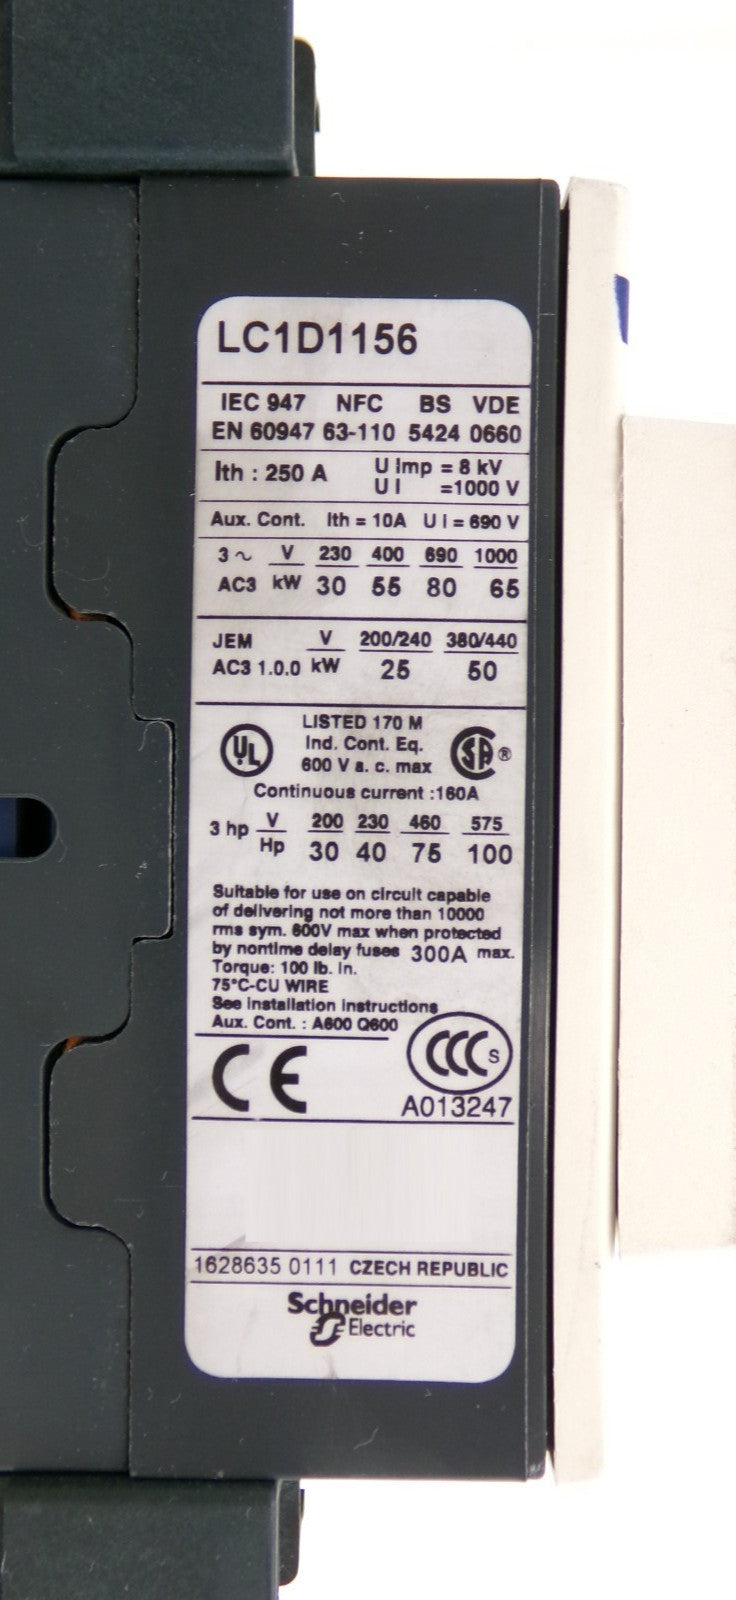 LC1D1156
IEC 947 NFC BS VDE
EN 60947 63-110 5424 0660
Ith : 250 A U Imp = 8 kV
U I =1000 V
Aux. Cont. Ith = 10A U i = 690 V
3 ~ V 230 400 690 1000
AC3 kW 30 55 80 65
JEM V 200/240 380/440
AC3 1.0.0 kW 25 50
LISTED 170 M
UL Ind. Cont. Eq. SA ®
600 V a. c. max
Continuous current :160A
3 hp V 200 230 460 575
Hp 30 40 75 100
Suitable for use on circuit capable
of delivering not more than 10000
rms sym. 600V max when protected
by nontime delay fuses 300A max.
Torque: 100 lb. in.
75°C-CU WIRE
See installation instructions
Aux. Cont. : A600 Q600
CE CCC S
A013247
1628635 0111 CZECH REPUBLIC
Schneider
Electric